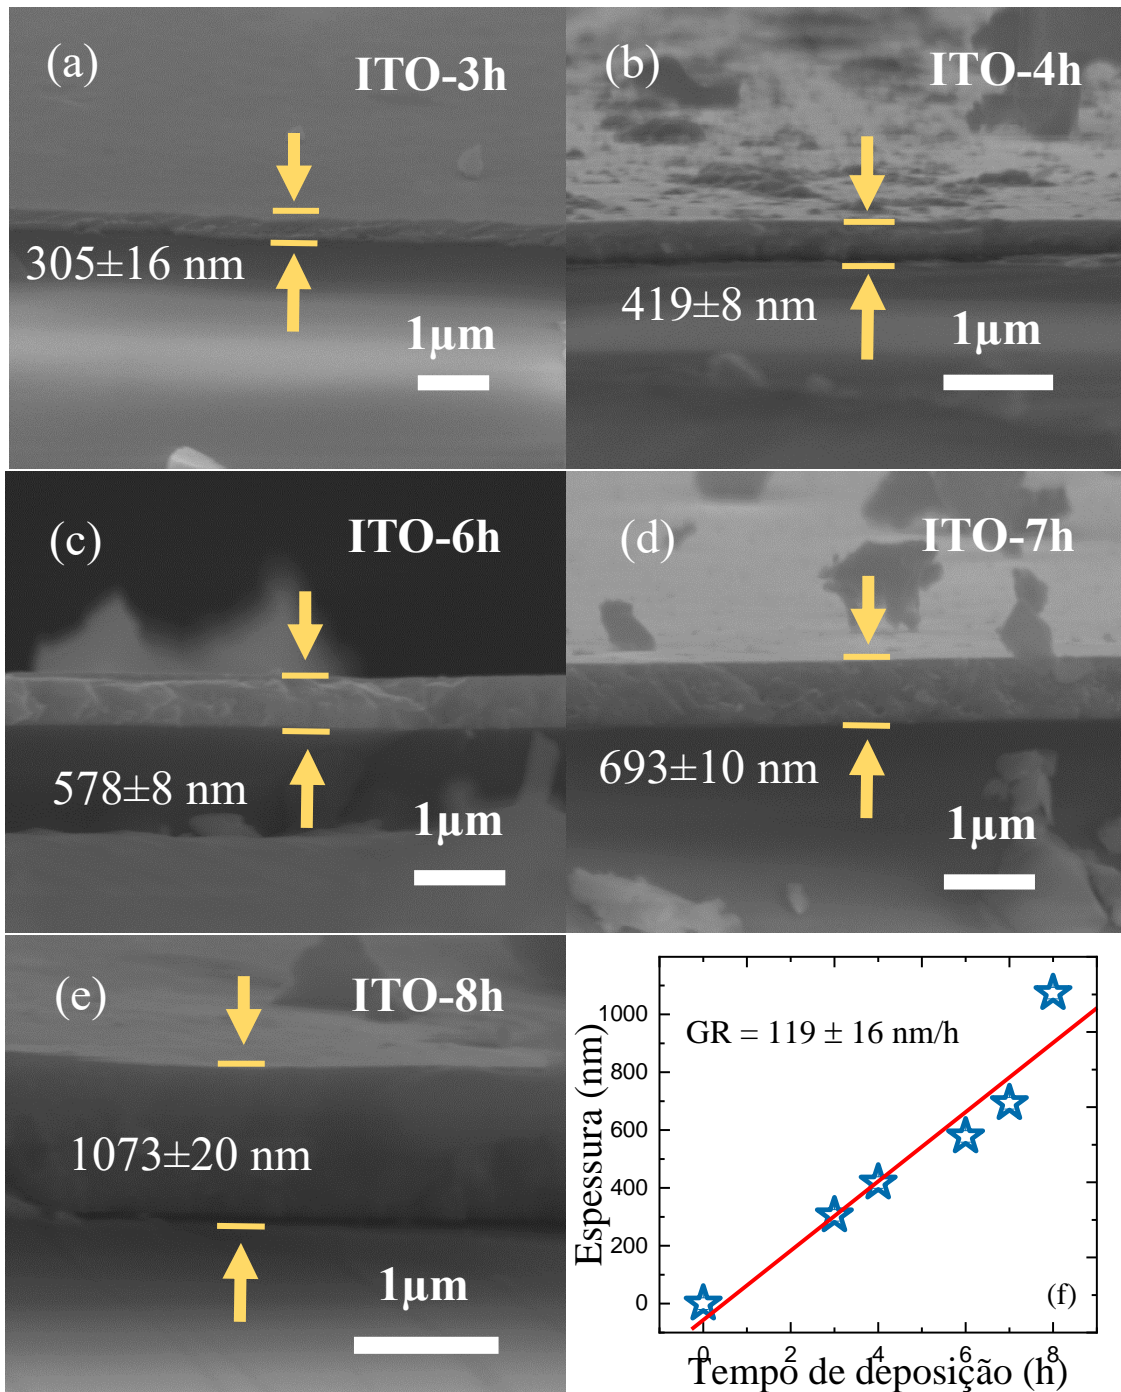 (a)
ITO-3h
305±16 nm
1μm
(b)
ITO-4h
419±8 nm
1μm
(c)
ITO-6h
578±8 nm
1μm
(d)
ITO-7h
693±10 nm
1μm
(e)
ITO-8h
1073±20 nm
1μm
GR = 119 ± 16 nm/h
Espessura (nm)
1000
800
600
400
200
0
(f)
0 2 4 6 8
Tempo de deposição (h)